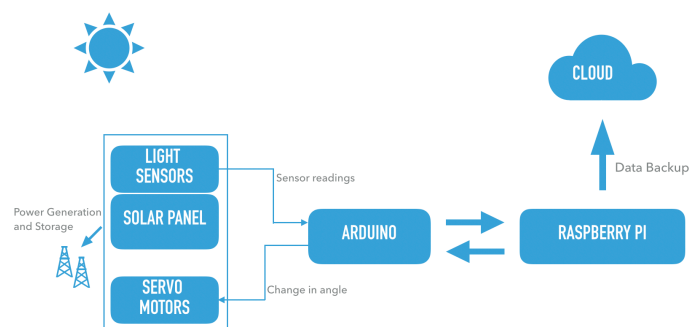 CLOUD
LIGHT
SENSORS
Data Backup
Sensor readings
Power Generation
and Storage
SOLAR PANEL
ARDUINO
RASPBERRY PI
SERVO
MOTORS
Change in angle